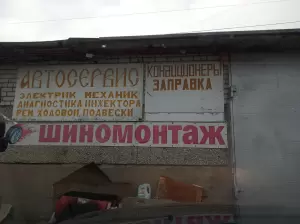 АВТОСЕРВИС
ЭЛЕКТРИК МЕХАНИК
ДИАГНОСТИКА ИНЖЕКТОРА
РЕМ ХОДОВОЙ ПОДВЕСКИ
КОНДИЦИОНЕРЫ
ЗАПРАВКА
ШИНОМОНТАЖ